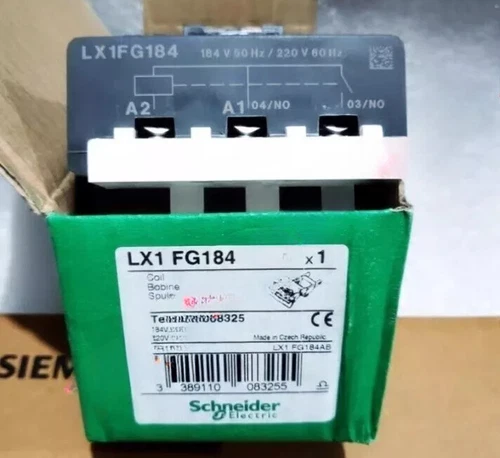 LX1FG184
184 V 50 Hz / 220 V 60 Hz
A2 A1 04/NO 03/NO
LX1 FG184 x 1
Coil
Bobine
Spule
Made in Czech Republic
LX1 FG184AB
3 389110 083255
Schneider
Electric
SIEM